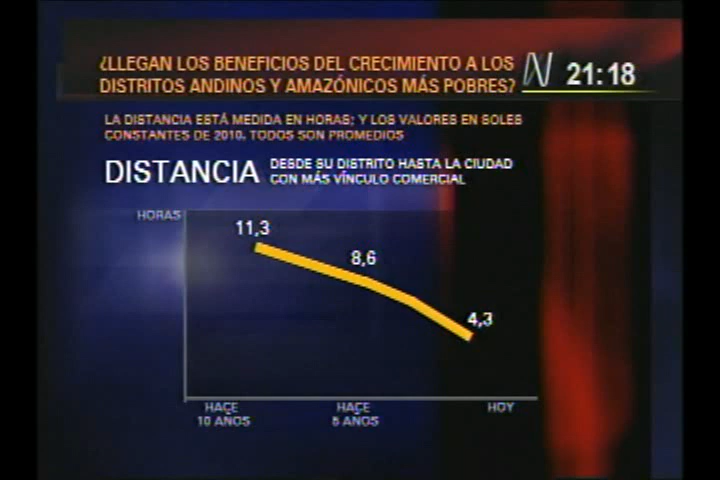 ¿LLEGAN LOS BENEFICIOS DEL CRECIMIENTO A LOS
DISTRITOS ANDINOS Y AMAZÓNICOS MÁS POBRES?
N 21:18
LA DISTANCIA ESTÁ MEDIDA EN HORAS; Y LOS VALORES EN SOLES
CONSTANTES DE 2010. TODOS SON PROMEDIOS
DISTANCIA
DESDE SU DISTRITO HASTA LA CIUDAD
CON MÁS VÍNCULO COMERCIAL
HORAS
11,3
8,6
4,3
HACE
10 AÑOS
HACE
5 AÑOS
HOY